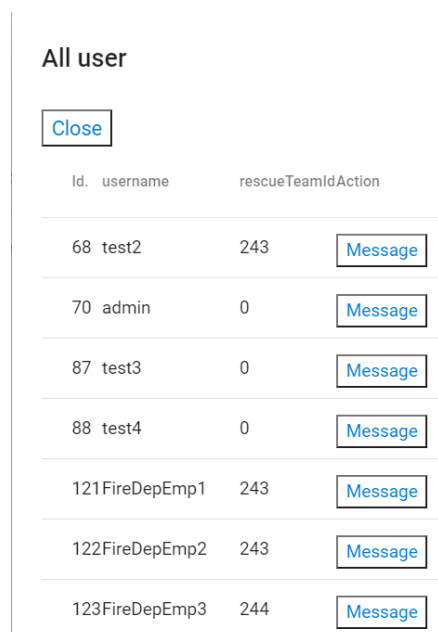 All user
Close
Id. username rescueTeamIdAction
68 test2 243 Message
70 admin 0 Message
87 test3 0 Message
88 test4 0 Message
121FireDepEmp1 243 Message
122FireDepEmp2 243 Message
123FireDepEmp3 244 Message